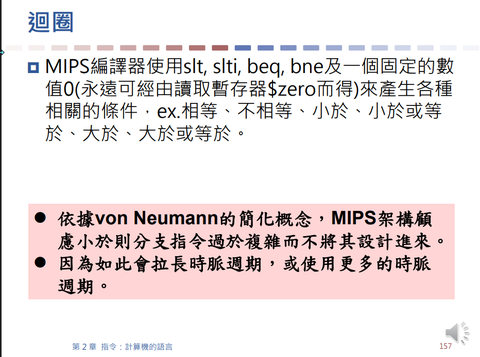 迴圈
MIPS編譯器使用slt, slti, beq, bne及一個固定的數
值0(永遠可經由讀取暫存器$zero而得)來產生各種
相關的條件，ex.相等、不相等、小於、小於或等
於、大於、大於或等於。
● 依據von Neumann的簡化概念，MIPS架構顧
慮小於則分支指令過於複雜而不將其設計進來。
● 因為如此會拉長時脈週期，或使用更多的時脈
週期。
第 2 章 指令：計算機的語言
157